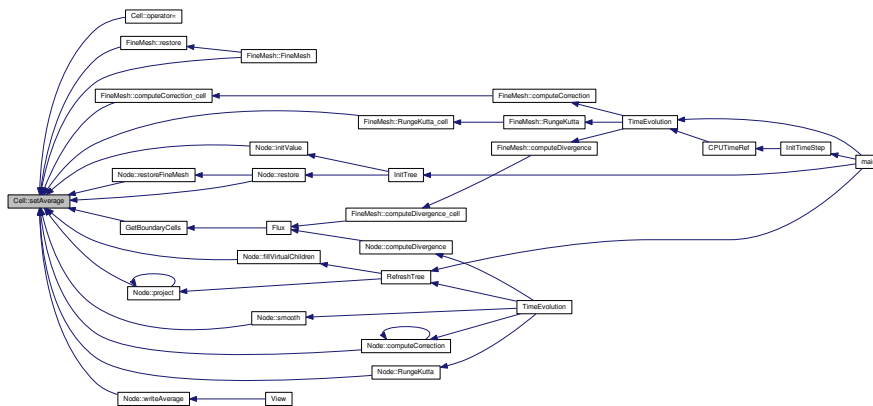 Cell::operator=
FineMesh::restore
FineMesh::FineMesh
FineMesh::computeCorrection_cell
FineMesh::computeCorrection
FineMesh::RungeKutta_cell
FineMesh::RungeKutta
TimeEvolution
Node::initValue
FineMesh::computeDivergence
CPUTimeRef
InitTimeStep
main
Node::restoreFineMesh
Node::restore
InitTree
Cell::setAverage
FineMesh::computeDivergence_cell
GetBoundaryCells
Flux
Node::computeDivergence
Node::fillVirtualChildren
RefreshTree
Node::project
TimeEvolution
Node::smooth
Node::computeCorrection
Node::RungeKutta
Node::writeAverage
View